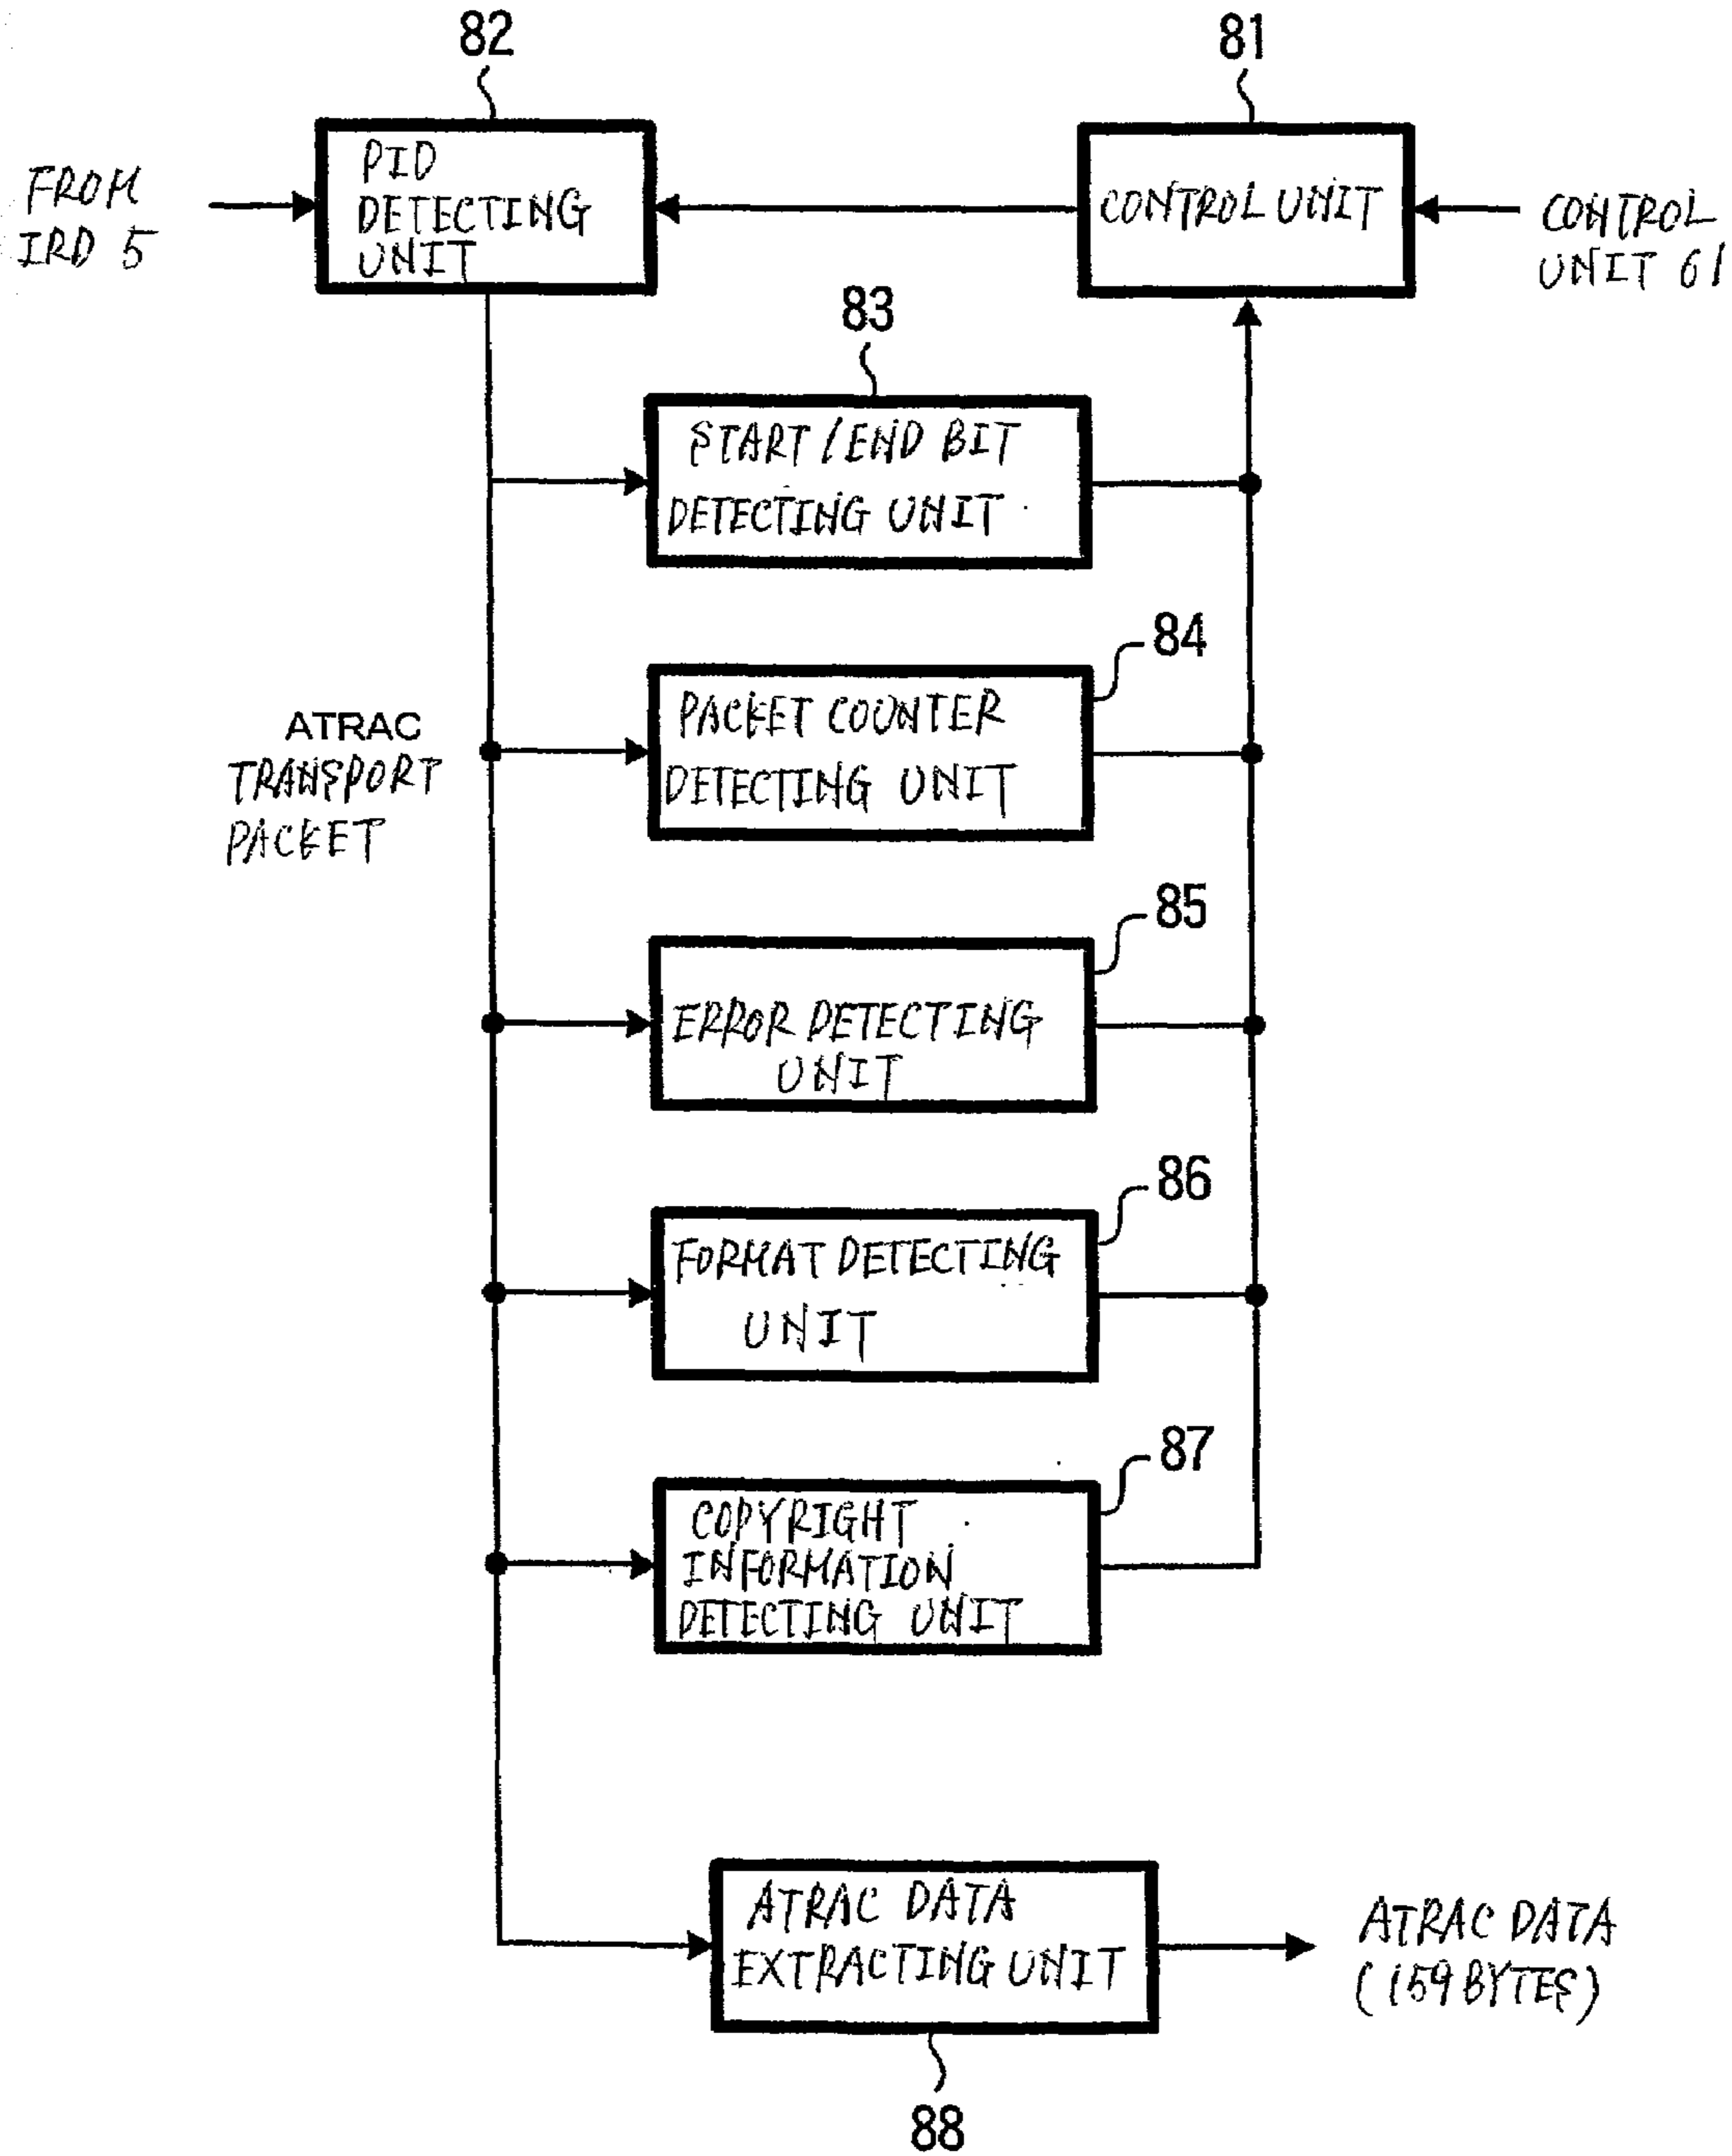 82
81
FROM
IRD 5
PID
DETECTING
UNIT
CONTROL UNIT
CONTROL
UNIT 61
83
START/END BIT
DETECTING UNIT
84
PACKET COUNTER
DETECTING UNIT
ATRAC
TRANSPORT
PACKET
85
ERROR DETECTING
UNIT
86
FORMAT DETECTING
UNIT
87
COPYRIGHT
INFORMATION
DETECTING UNIT
ATRAC DATA
EXTRACTING UNIT
ATRAC DATA
(159 BYTES)
88